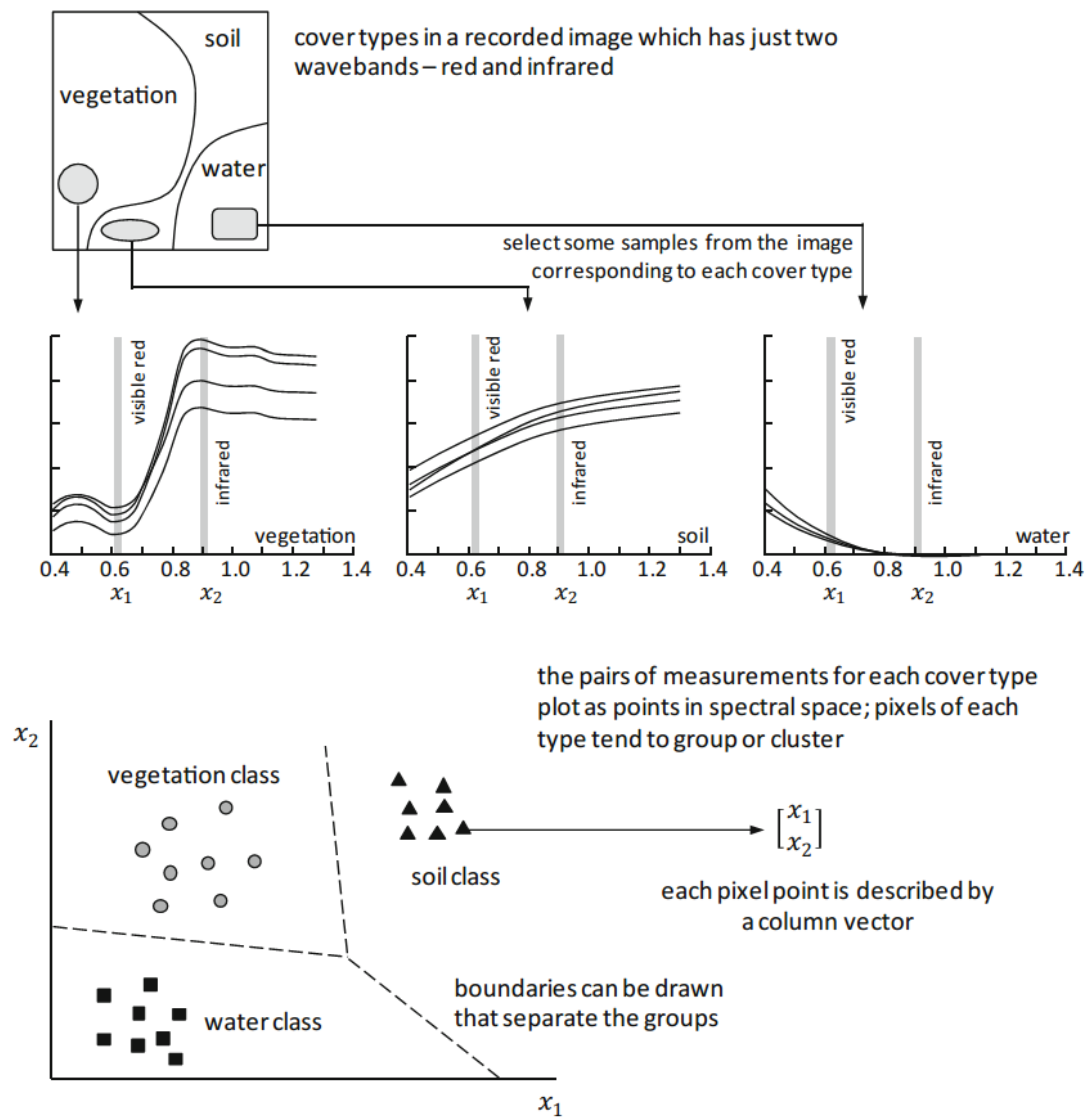 soil
vegetation
water
cover types in a recorded image which has just two
wavebands – red and infrared
select some samples from the image
corresponding to each cover type
visible red
infrared
vegetation
0.4 0.6 0.8 1.0 1.2 1.4
x₁ x₂
visible red
infrared
soil
0.4 0.6 0.8 1.0 1.2 1.4
x₁ x₂
visible red
infrared
water
0.4 0.6 0.8 1.0 1.2 1.4
x₁ x₂
the pairs of measurements for each cover type
plot as points in spectral space; pixels of each
type tend to group or cluster
x₂
vegetation class
soil class
[x₁
x₂]
each pixel point is described by
a column vector
water class
boundaries can be drawn
that separate the groups
x₁